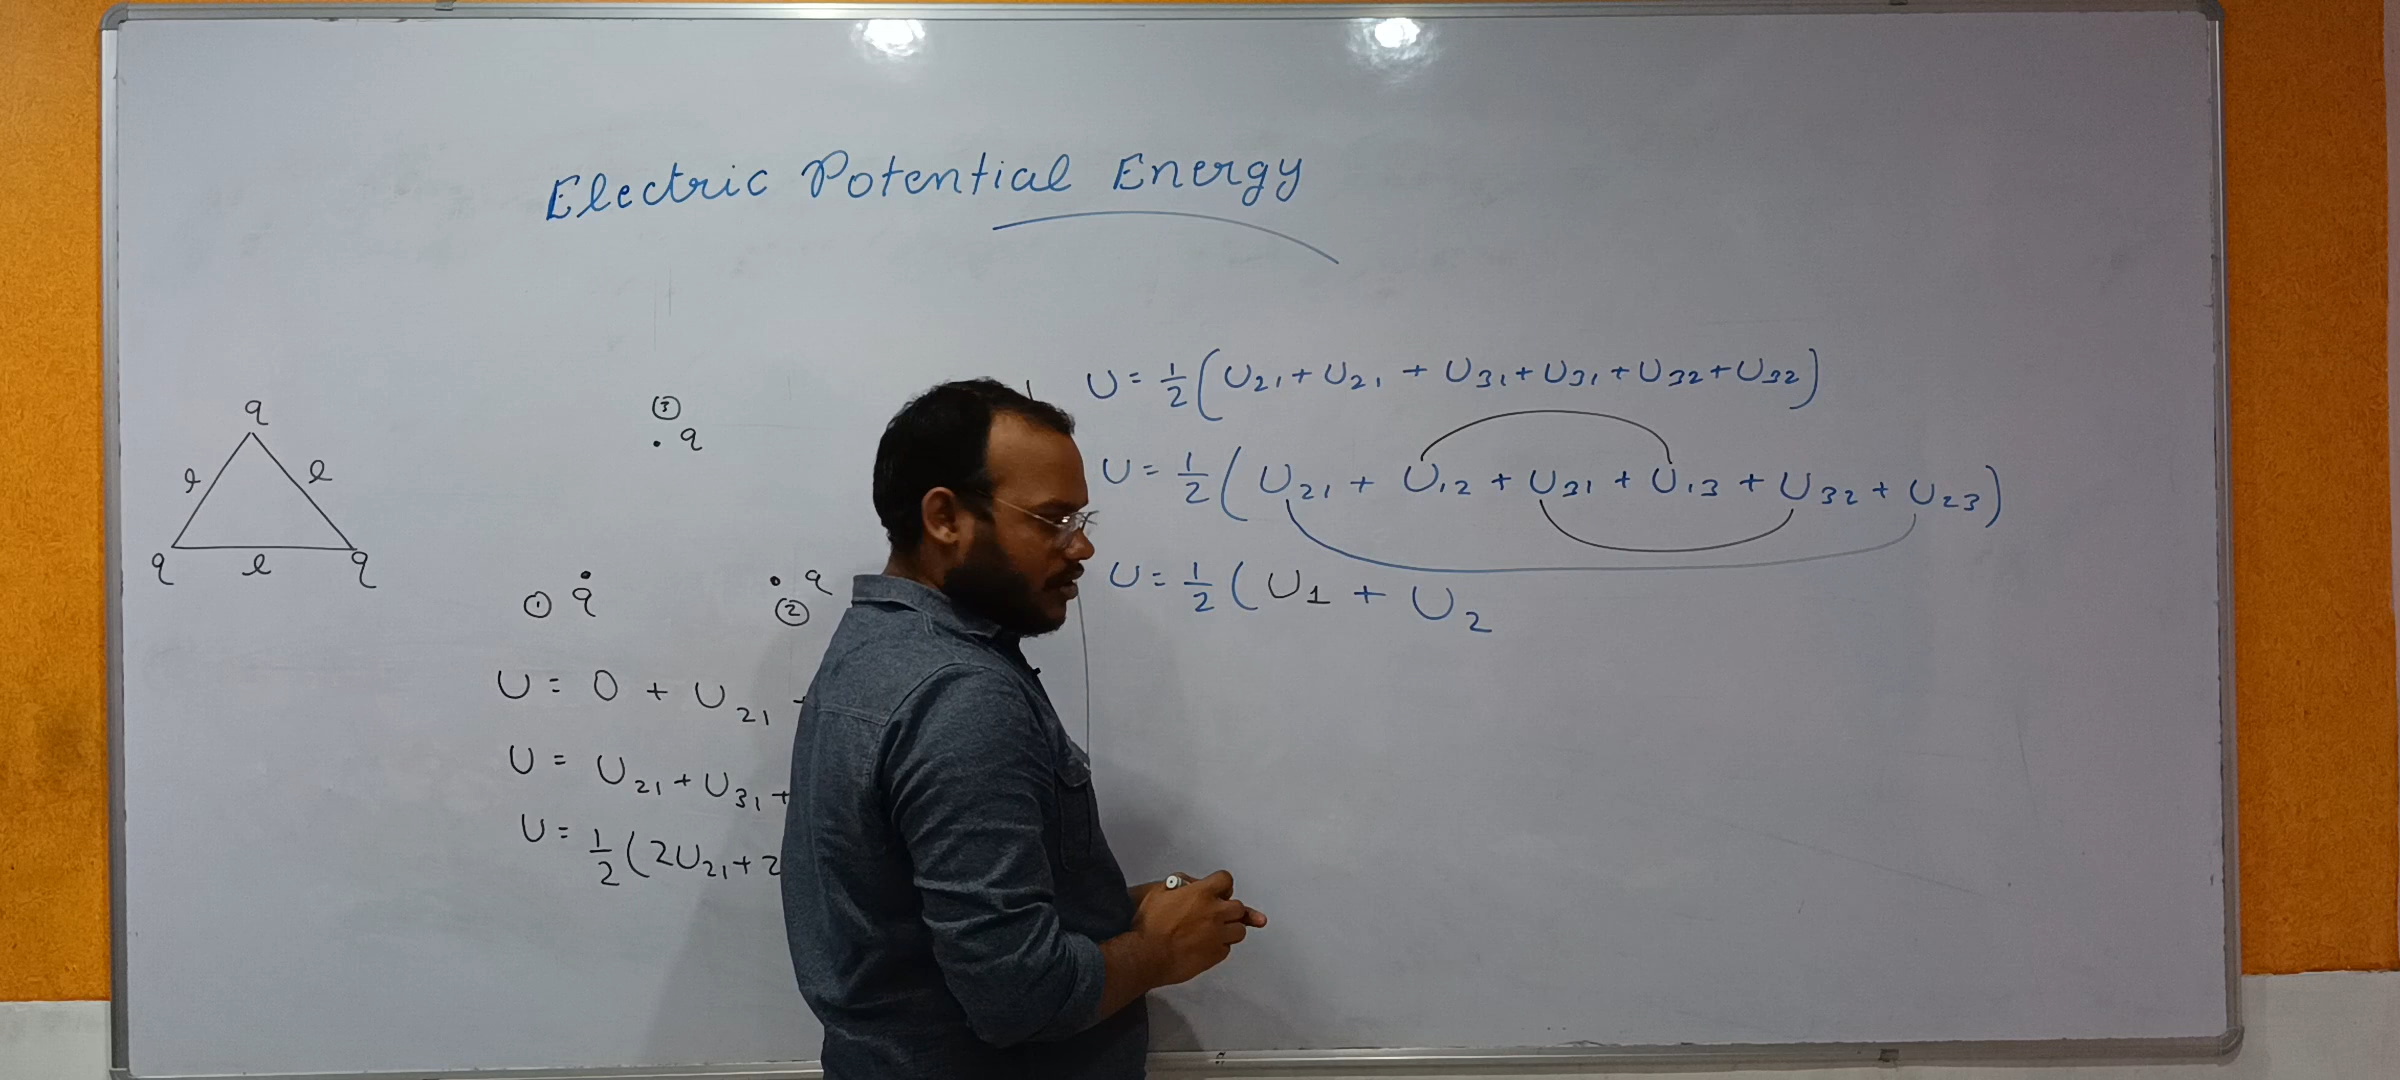 Electric Potential Energy
q
l l
q l q
③
. q
① q
. q
②
U = 0 + U21 +
U = U21 + U31 +
U = 1/2 (2U21 + 2
U = 1/2 (U21 + U21 + U31 + U31 + U32 + U32)
U = 1/2 (U21 + U12 + U31 + U13 + U32 + U23)
U = 1/2 (U1 + U2